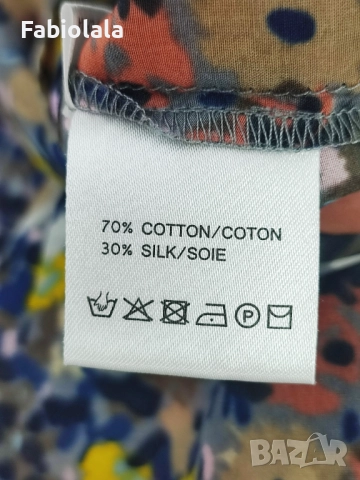 Fabiolala
70% COTTON/COTON
30% SILK/SOIE
P
BAZAR